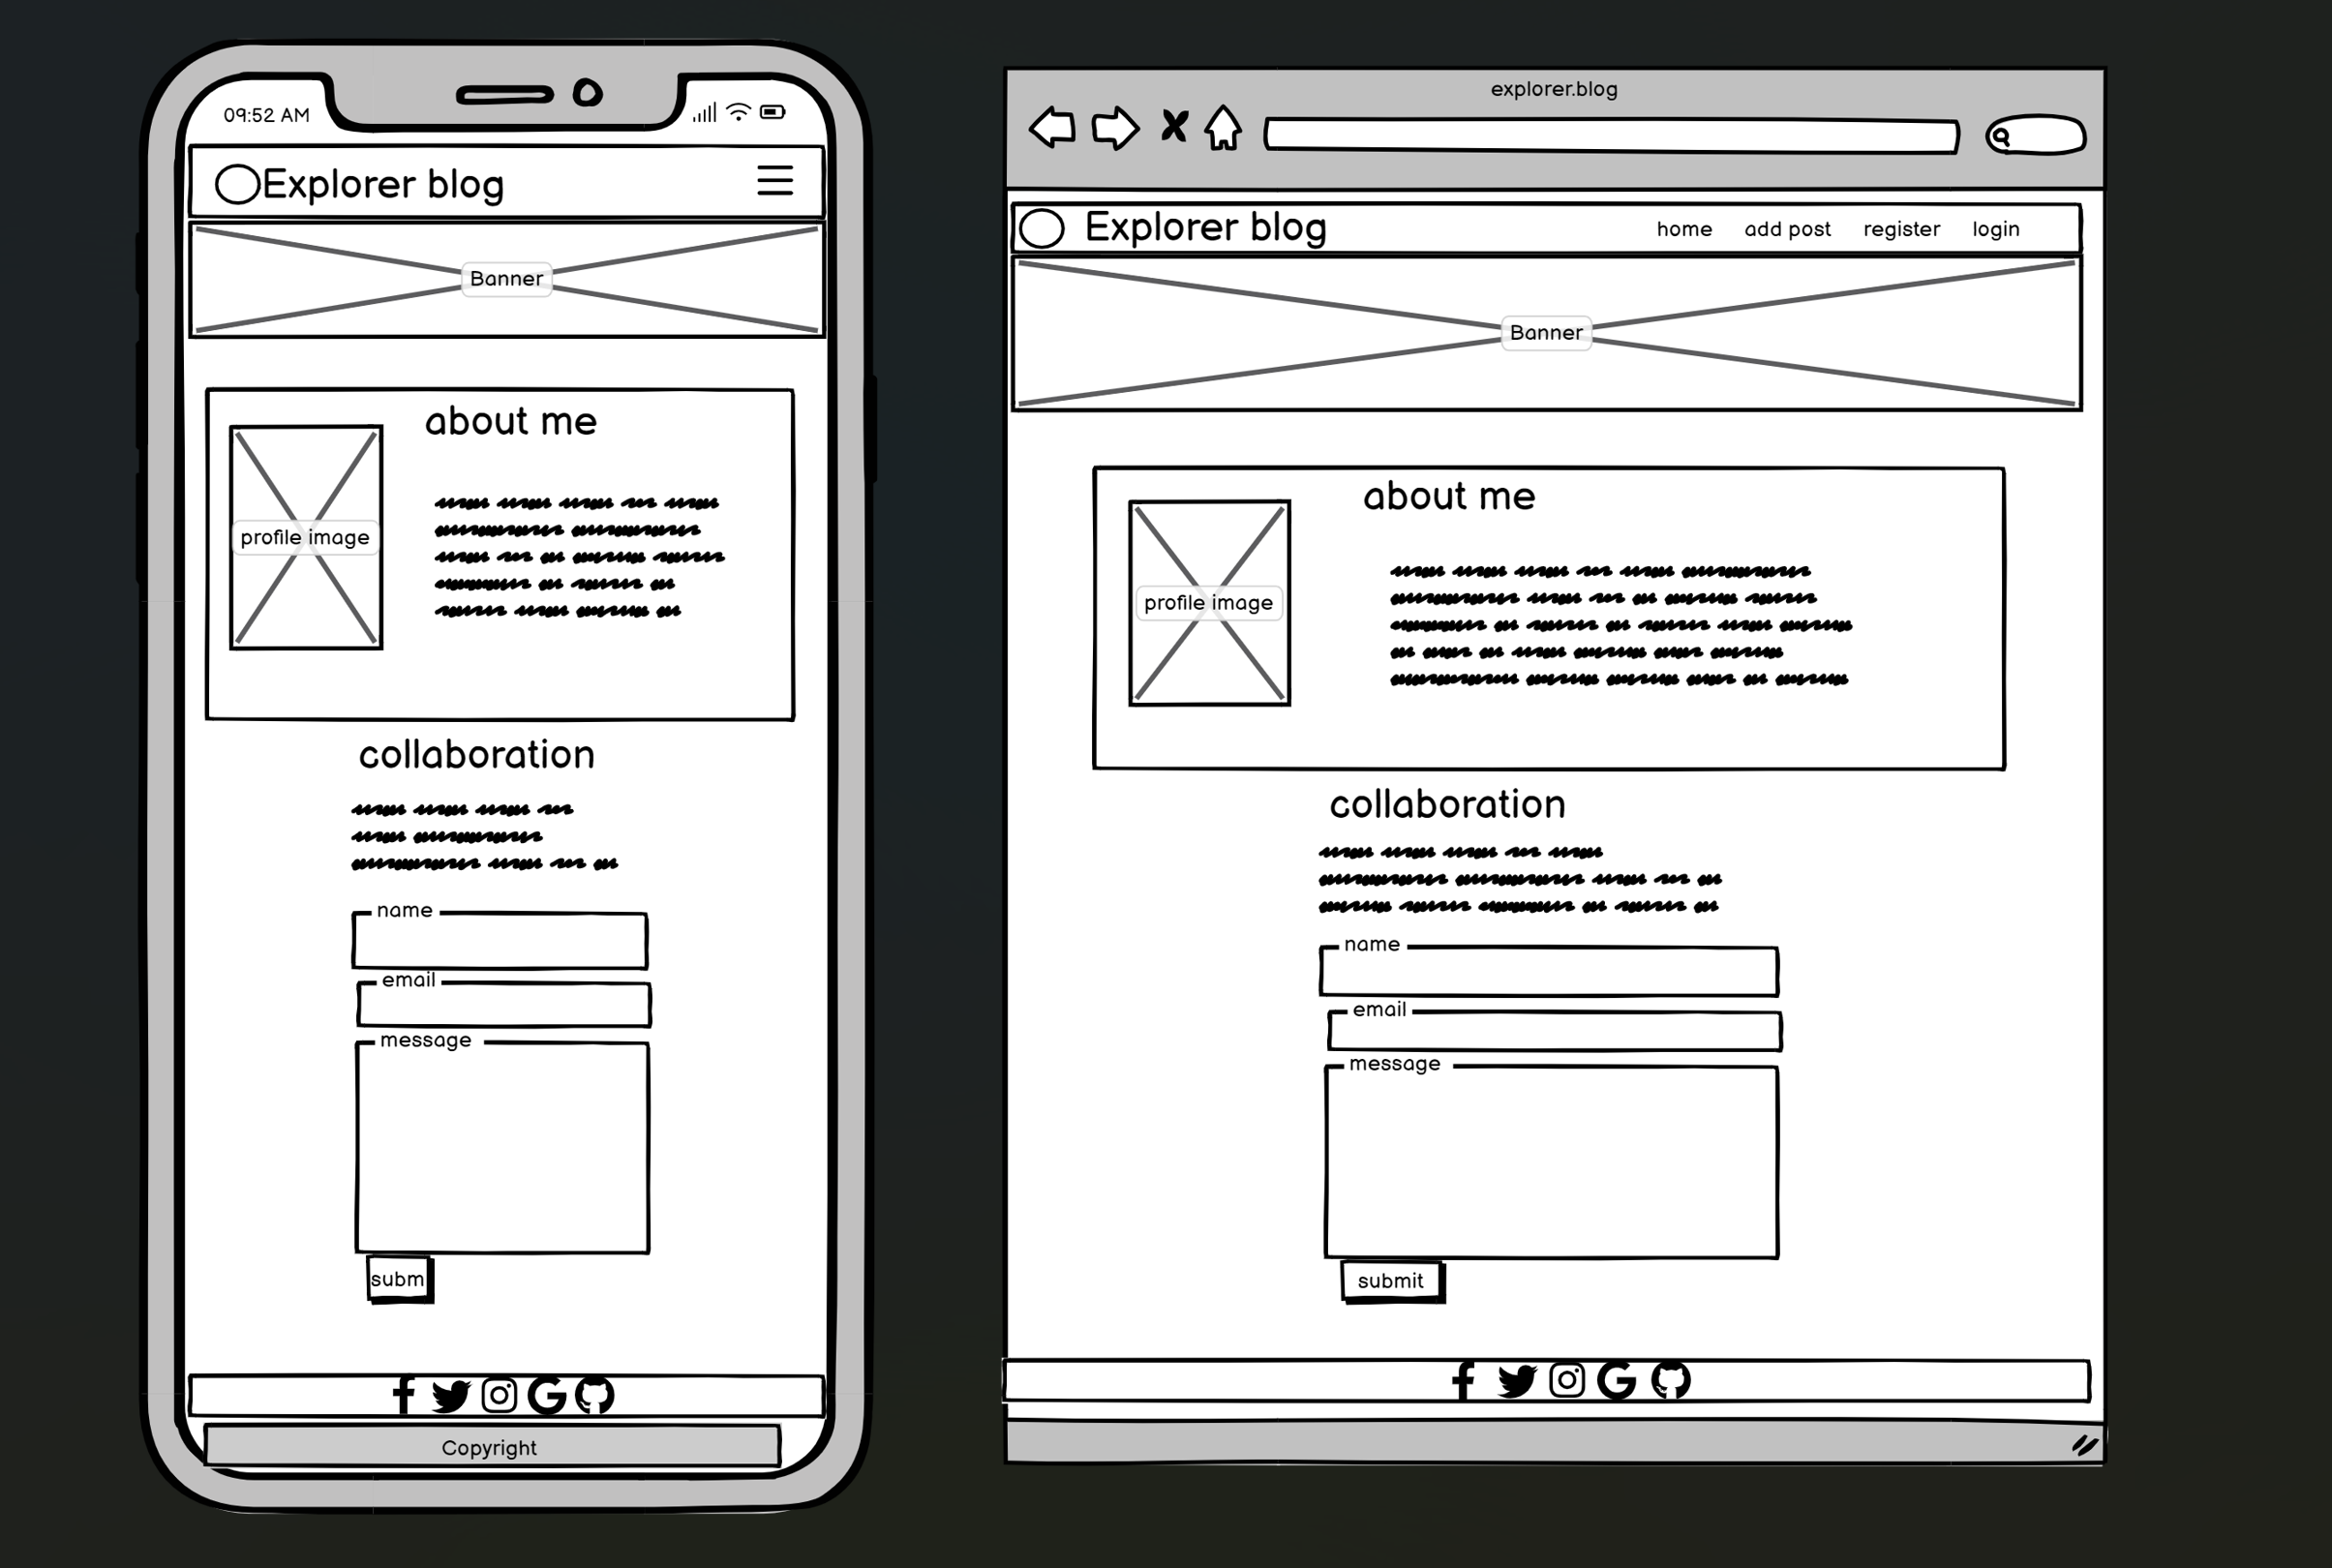 09:52 AM
Explorer blog
Banner
about me
profile image
collaboration
name
email
message
subm
Copyright
explorer.blog
Explorer blog
home add post register login
Banner
about me
profile image
collaboration
name
email
message
submit